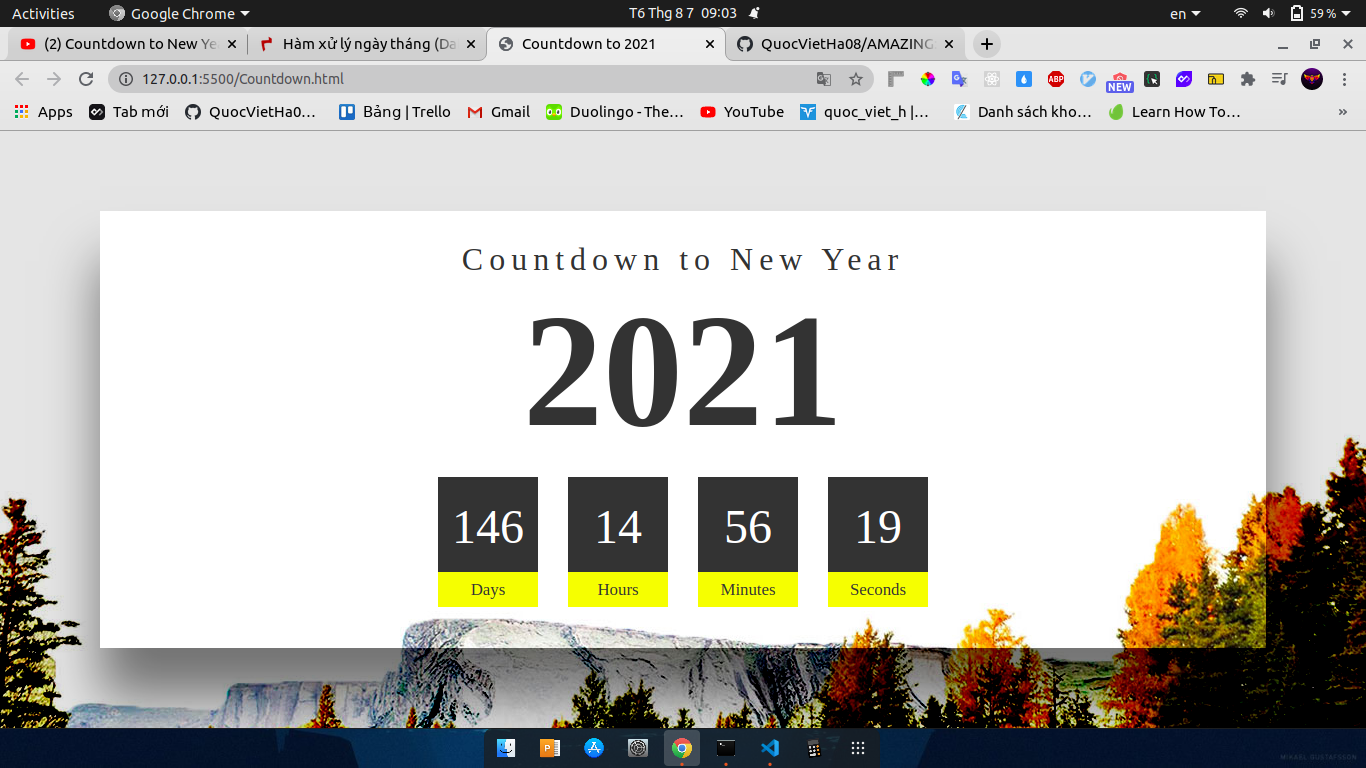 Activities Google Chrome T6 Thg 8 7 09:03 en 59 %
(2) Countdown to New Ye Hàm xử lý ngày tháng (Da Countdown to 2021 QuocVietHa08/AMAZING
127.0.0.1:5500/Countdown.html ABP NEW
Apps Tab mới QuocVietHa0... Bảng | Trello Gmail Duolingo - The... YouTube quoc_viet_h |... Danh sách kho... Learn How To... »
Countdown to New Year
2021
146 14 56 19
Days Hours Minutes Seconds
MIKAEL GUSTAFSSON